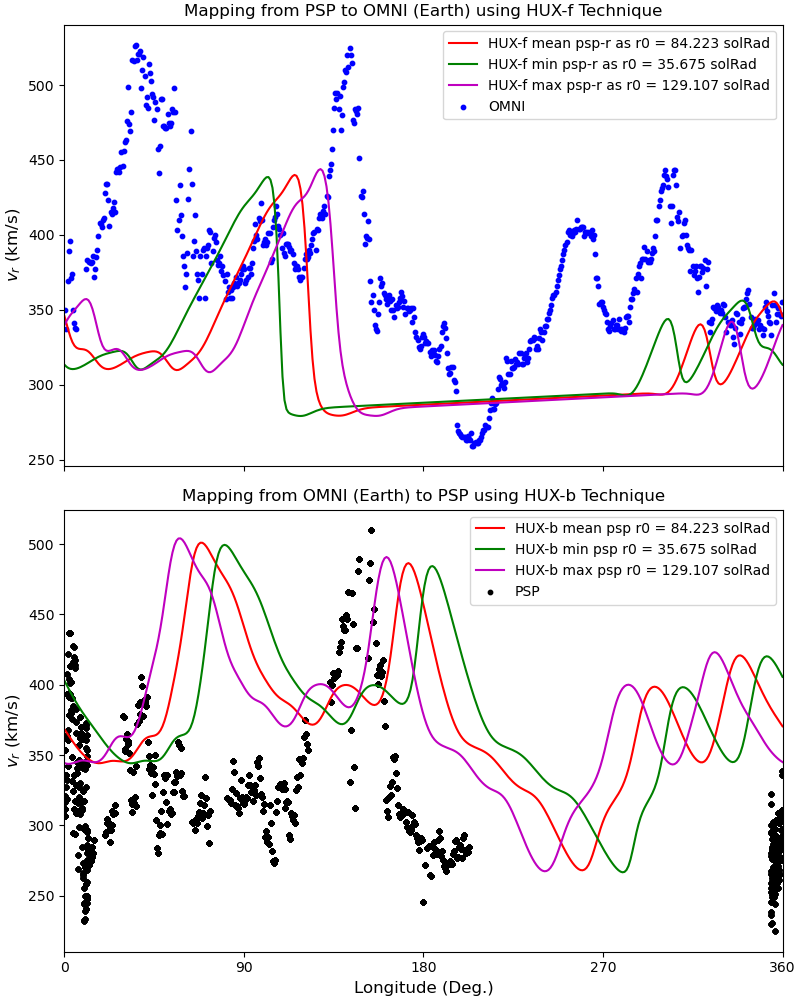 Mapping from PSP to OMNI (Earth) using HUX-f Technique
HUX-f mean psp-r as r0 = 84.223 solRad
HUX-f min psp-r as r0 = 35.675 solRad
HUX-f max psp-r as r0 = 129.107 solRad
OMNI
500
450
400
350
300
250
v_r (km/s)
Mapping from OMNI (Earth) to PSP using HUX-b Technique
HUX-b mean psp r0 = 84.223 solRad
HUX-b min psp r0 = 35.675 solRad
HUX-b max psp r0 = 129.107 solRad
PSP
500
450
400
350
300
250
v_r (km/s)
0 90 180 270 360
Longitude (Deg.)